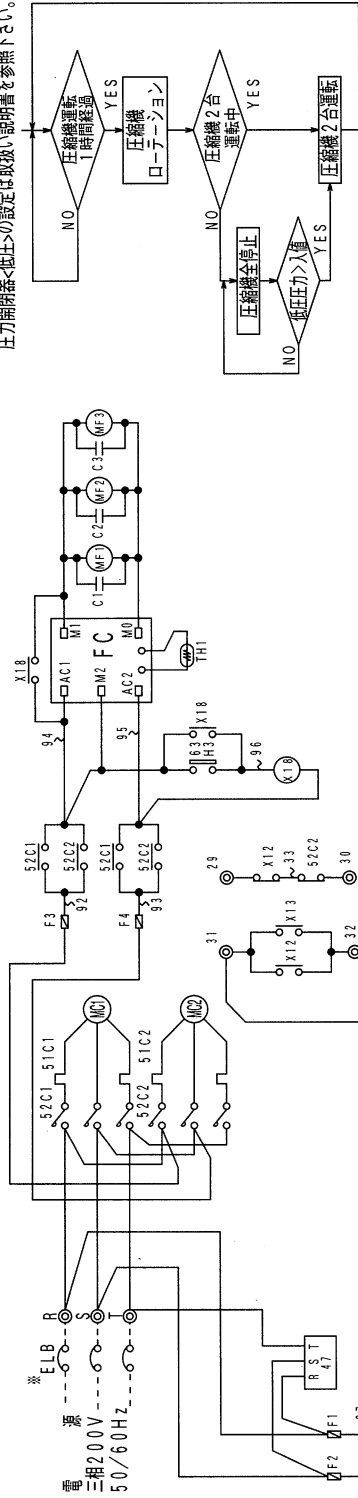 圧力開閉器<低圧>の設定は取扱い説明書を参照下さい。
圧縮機運転
1時間経過
NO
YES
圧縮機
ローテーション
圧縮機2台
運転中
NO
YES
圧縮機全停止
低圧圧力>入値
NO
YES
圧縮機2台運転
※
ELB
電源
三相200V
50/60Hz
R
S
T
52C1
51C1
MC1
52C2
51C2
MC2
F3
92
F4
93
52C1
52C2
52C1
52C2
94
95
X18
AC1
M1
M2
FC
AC2
M0
TH1
C1
MF1
C2
MF2
C3
MF3
63
H3
X18
96
X18
29
X12
33
52C2
30
31
X12
X13
32
R S T
47
F1
F2